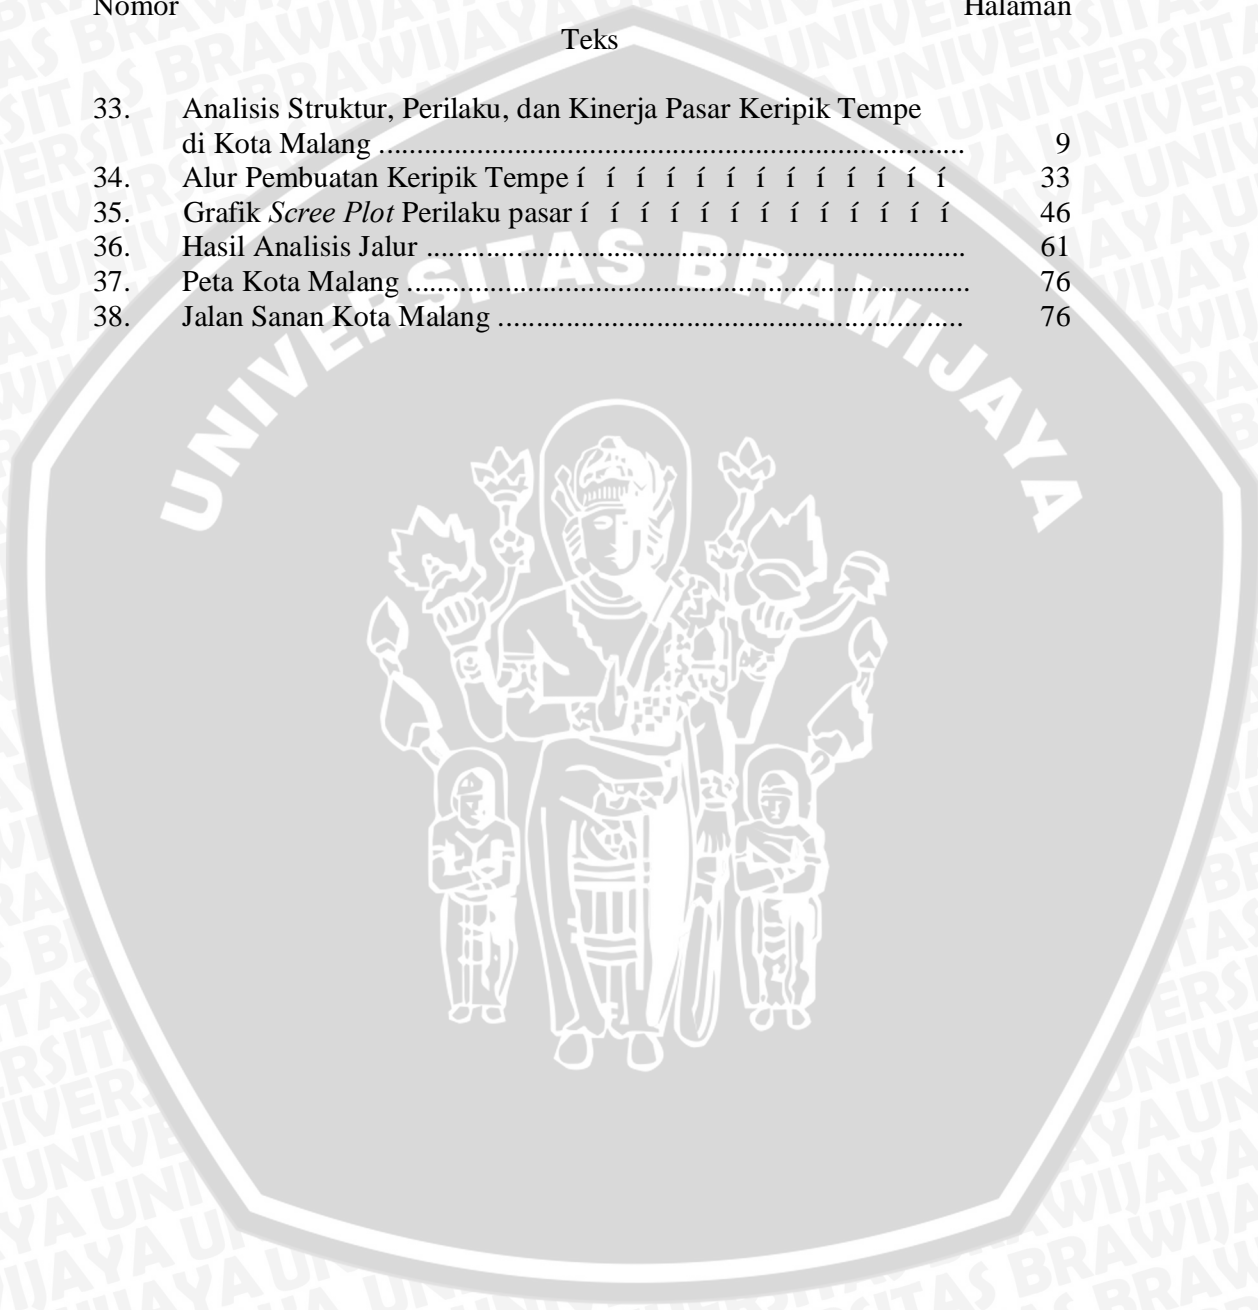 Nomor Halaman
Teks
33. Analisis Struktur, Perilaku, dan Kinerja Pasar Keripik Tempe
di Kota Malang ............................................................................ 9
34. Alur Pembuatan Keripik Tempe í í í í í í í í í í í í í 33
35. Grafik Scree Plot Perilaku pasar í í í í í í í í í í í í í 46
36. Hasil Analisis Jalur ...................................................................... 61
37. Peta Kota Malang ......................................................................... 76
38. Jalan Sanan Kota Malang ............................................................ 76
UNIVERSITAS BRAWIJAYA